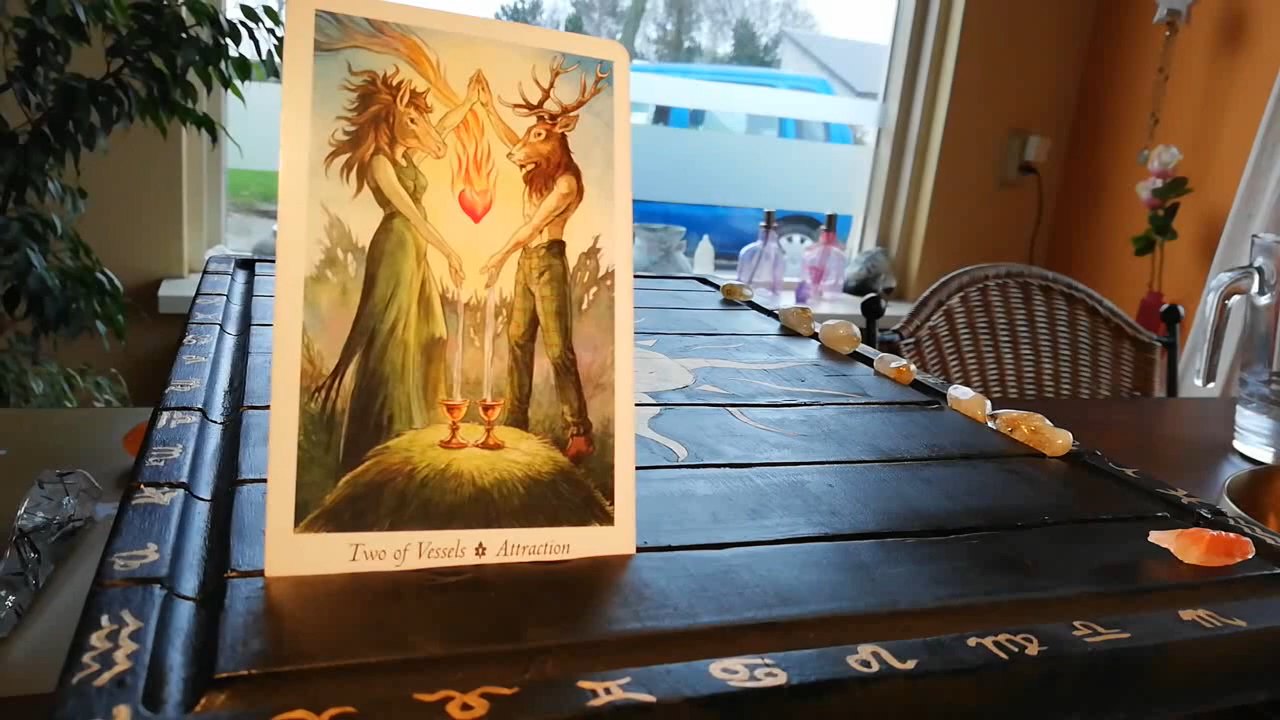 Two of Vessels ✡ Attraction